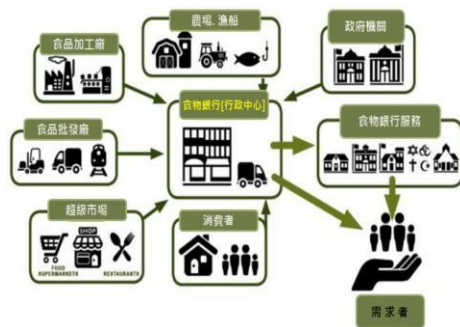 農場.漁船
食品加工廠
政府機關
食物銀行[行政中心]
食品批發廠
食物銀行服務
超級市場
SHOP
FOOD
SUPERMARKETS
RESTAURANTS
消費者
需求者